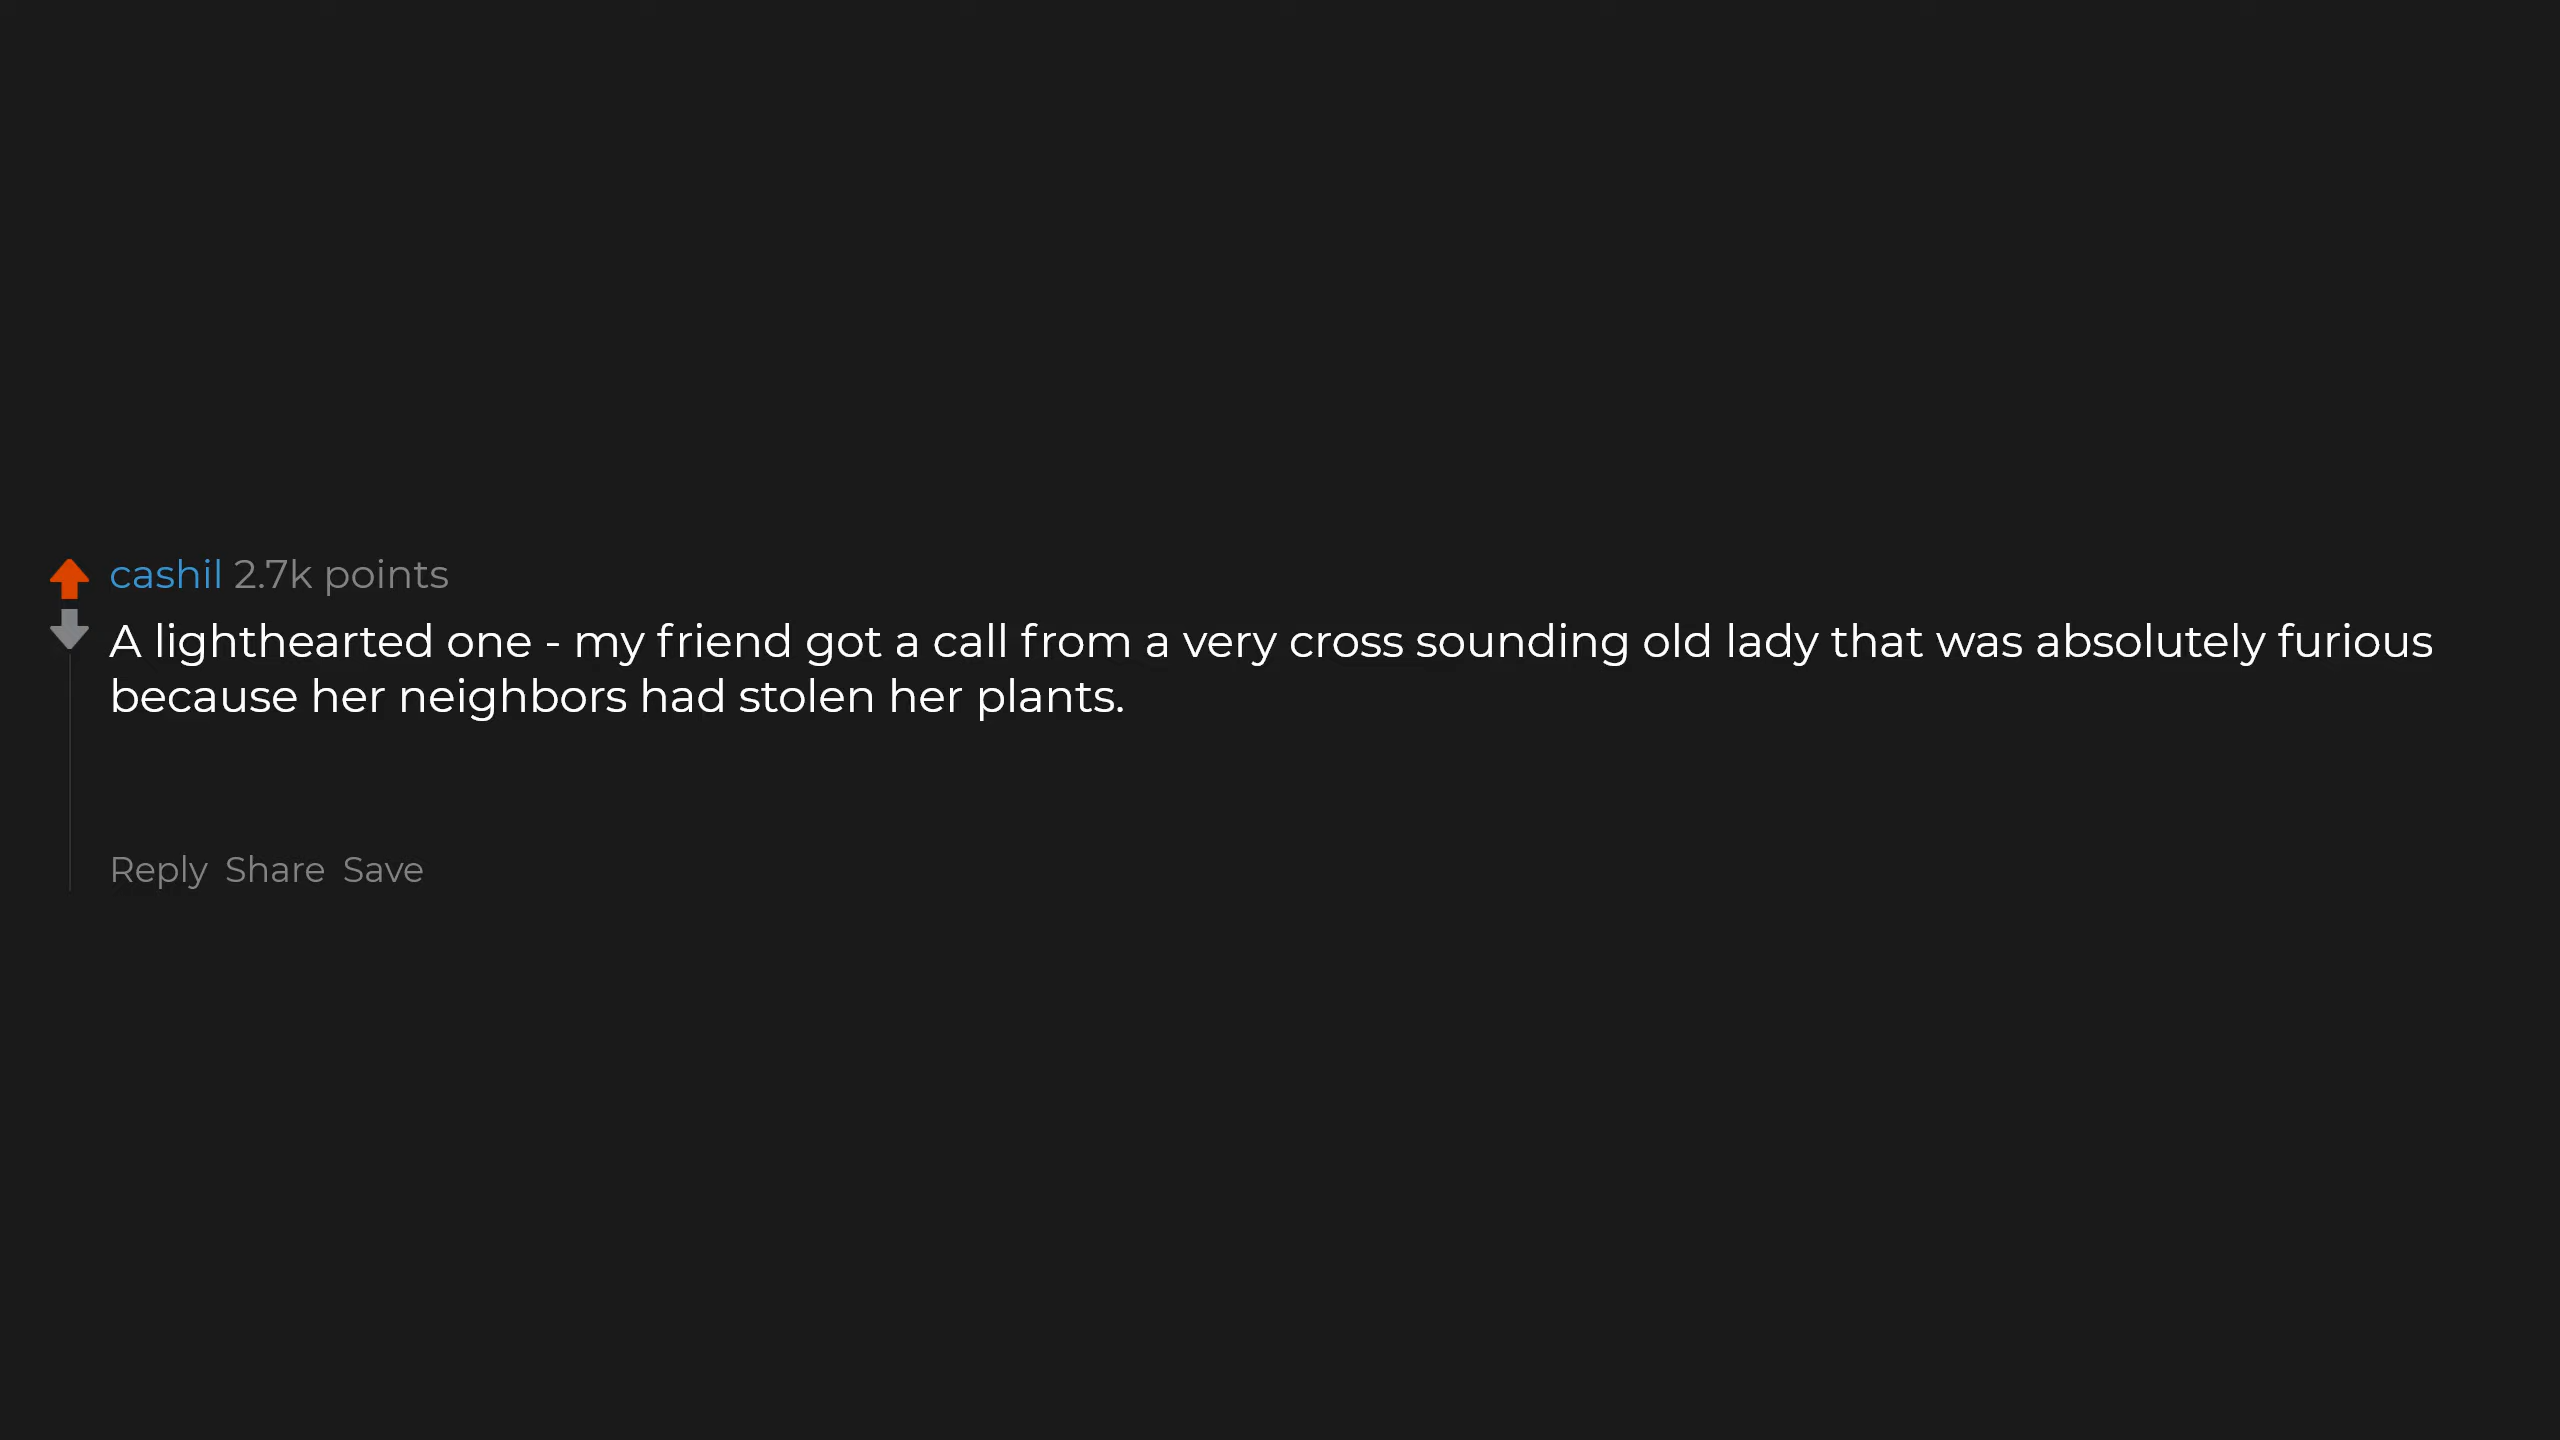 cashil 2.7k points
A lighthearted one - my friend got a call from a very cross sounding old lady that was absolutely furious
because her neighbors had stolen her plants.
Reply Share Save